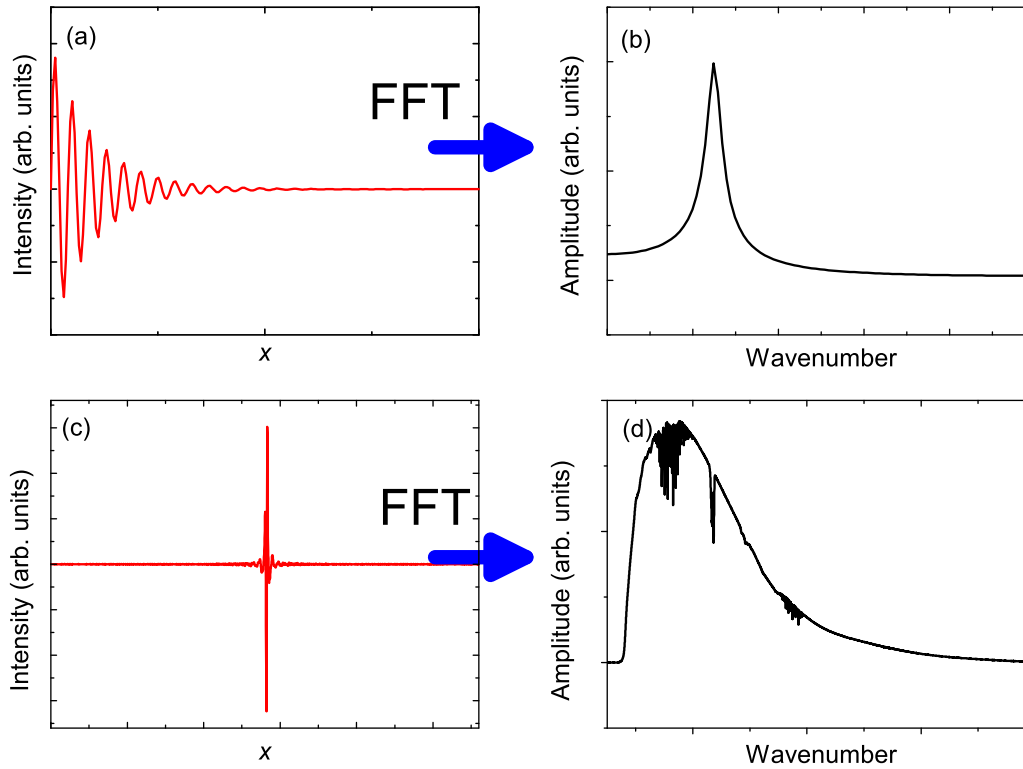 (a)
Intensity (arb. units)
x
FFT
(b)
Amplitude (arb. units)
Wavenumber
(c)
Intensity (arb. units)
x
FFT
(d)
Amplitude (arb. units)
Wavenumber